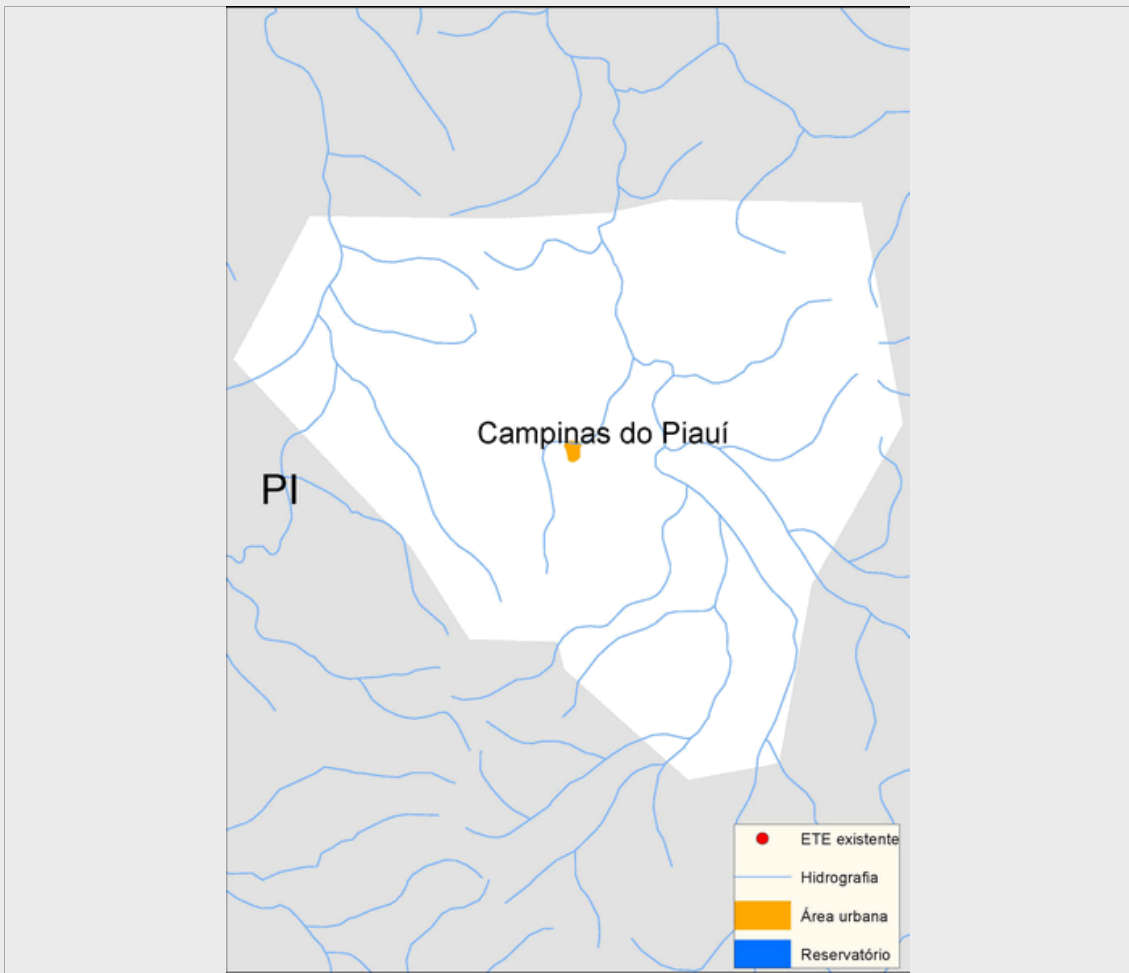 Campinas do Piauí
PI
ETE existente
Hidrografia
Área urbana
Reservatório